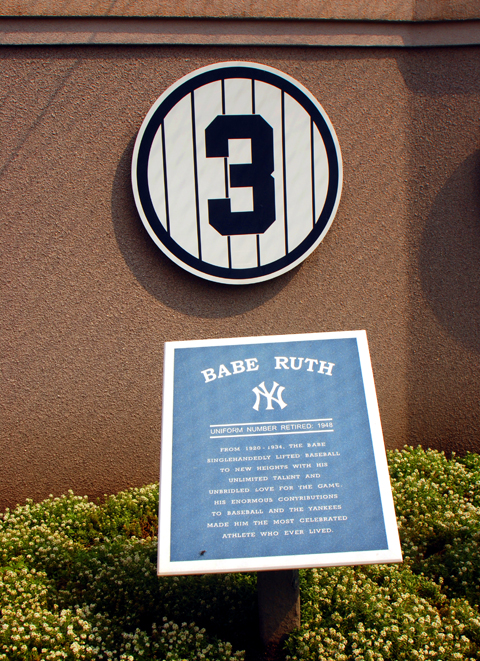 3
BABE RUTH
NY
UNIFORM NUMBER RETIRED: 1948
FROM 1920-1934, THE BABE
SINGLEHANDEDLY LIFTED BASEBALL
TO NEW HEIGHTS WITH HIS
UNLIMITED TALENT AND
UNBRIDLED LOVE FOR THE GAME.
HIS ENORMOUS CONTRIBUTIONS
TO BASEBALL AND THE YANKEES
MADE HIM THE MOST CELEBRATED
ATHLETE WHO EVER LIVED.